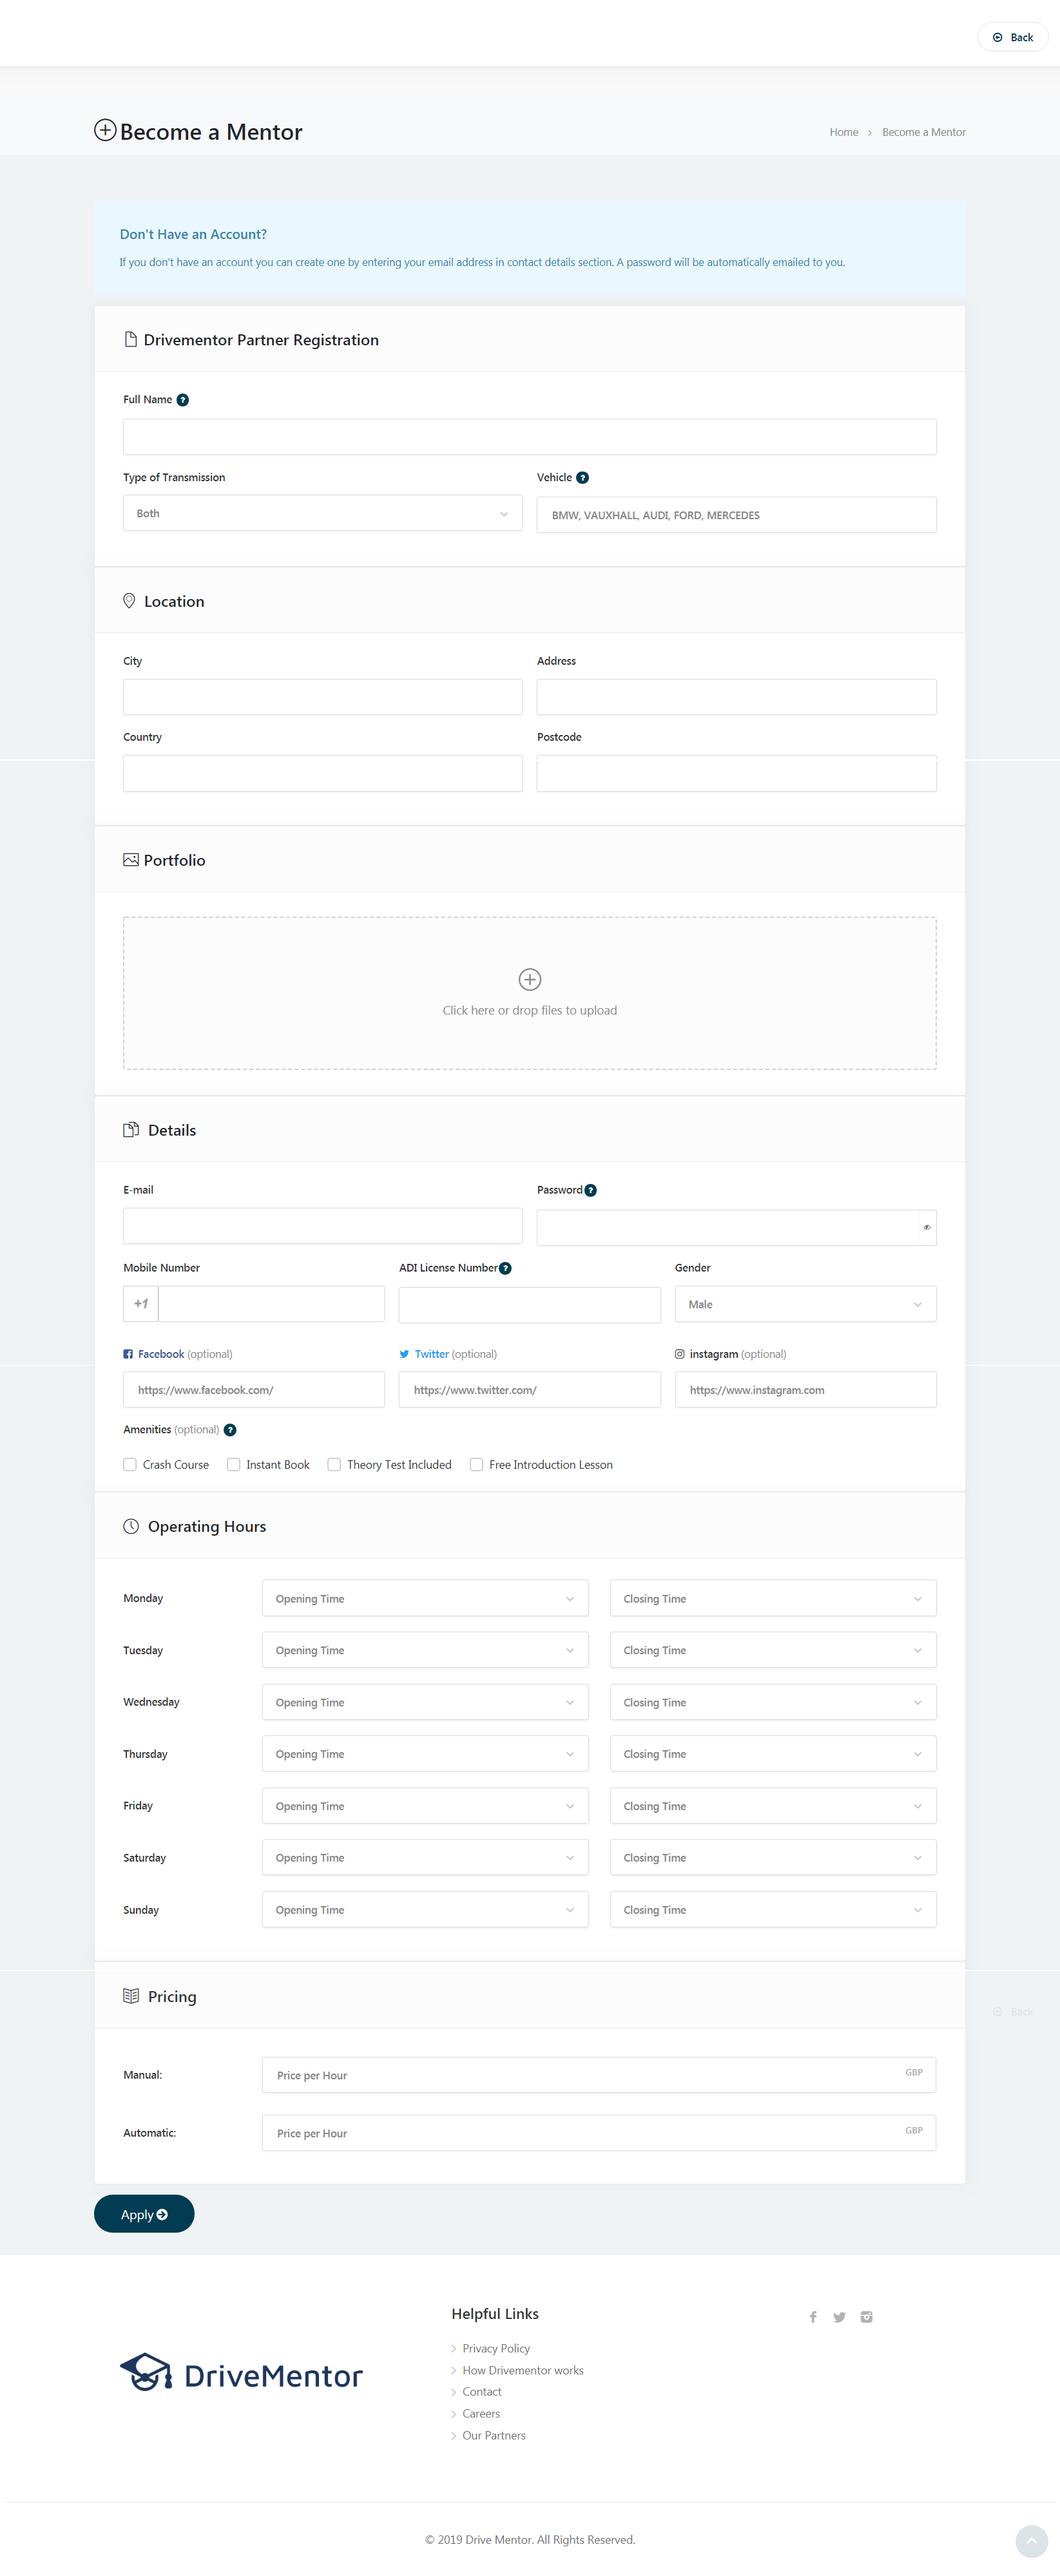 Back
Become a Mentor
Home > Become a Mentor
Don't Have an Account?
If you don't have an account you can create one by entering your email address in contact details section. A password will be automatically emailed to you.
Drivementor Partner Registration
Full Name ?
Type of Transmission Vehicle ?
Both BMW, VAUXHALL, AUDI, FORD, MERCEDES
Location
City Address
Country Postcode
Portfolio
Click here or drop files to upload
Details
E-mail Password ?
Mobile Number ADI License Number ? Gender
+1 Male
Facebook (optional) Twitter (optional) instagram (optional)
https://www.facebook.com/ https://www.twitter.com/ https://www.instagram.com
Amenities (optional) ?
Crash Course Instant Book Theory Test Included Free Introduction Lesson
Operating Hours
Monday Opening Time Closing Time
Tuesday Opening Time Closing Time
Wednesday Opening Time Closing Time
Thursday Opening Time Closing Time
Friday Opening Time Closing Time
Saturday Opening Time Closing Time
Sunday Opening Time Closing Time
Pricing
Back
Manual: Price per Hour GBP
Automatic: Price per Hour GBP
Apply
DriveMentor
Helpful Links
Privacy Policy
How Drivementor works
Contact
Careers
Our Partners
© 2019 Drive Mentor. All Rights Reserved.